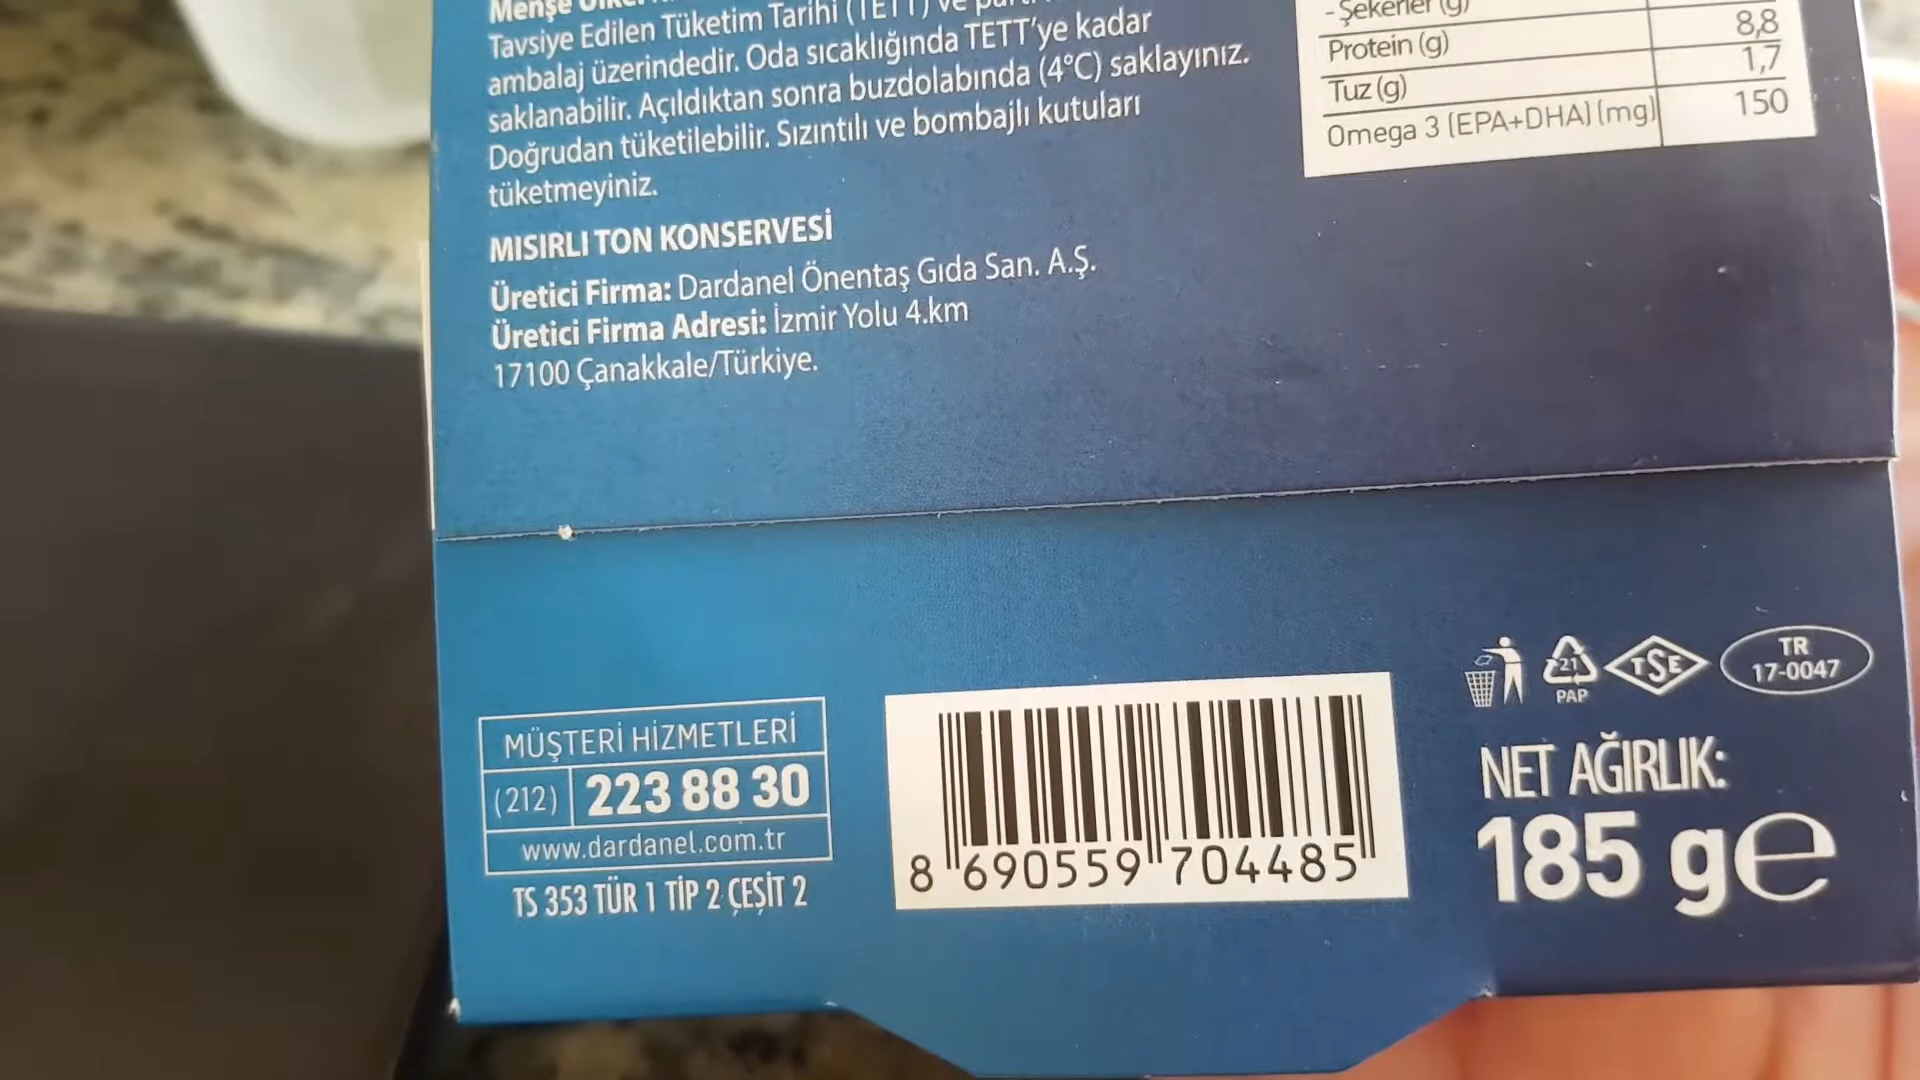 Menşe
Tavsiye Edilen Tüketim Tarihi (TETT) ve
ambalaj üzerindedir. Oda sıcaklığında TETT'ye kadar
saklanabilir. Açıldıktan sonra buzdolabında (4°C) saklayınız.
Doğrudan tüketilebilir. Sızıntılı ve bombajlı kutuları
tüketmeyiniz.
MISIRLI TON KONSERVESİ
Üretici Firma: Dardanel Önentaş Gıda San. A.Ş.
Üretici Firma Adresi: İzmir Yolu 4.km
17100 Çanakkale/Türkiye.
- Şekerler (g)
Protein (g) 8,8
Tuz (g) 1,7
Omega 3 (EPA+DHA) (mg) 150
MÜŞTERİ HİZMETLERİ
(212) 223 88 30
www.dardanel.com.tr
TS 353 TÜR 1 TİP 2 ÇEŞİT 2
8 690559 704485
21
PAP
TSE
TR
17-0047
NET AĞIRLIK:
185 g e